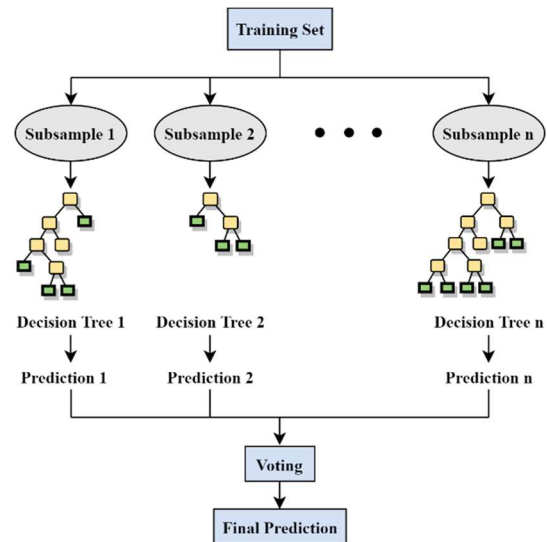 Training Set
Subsample 1
Subsample 2
Subsample n
Decision Tree 1
Decision Tree 2
Decision Tree n
Prediction 1
Prediction 2
Prediction n
Voting
Final Prediction